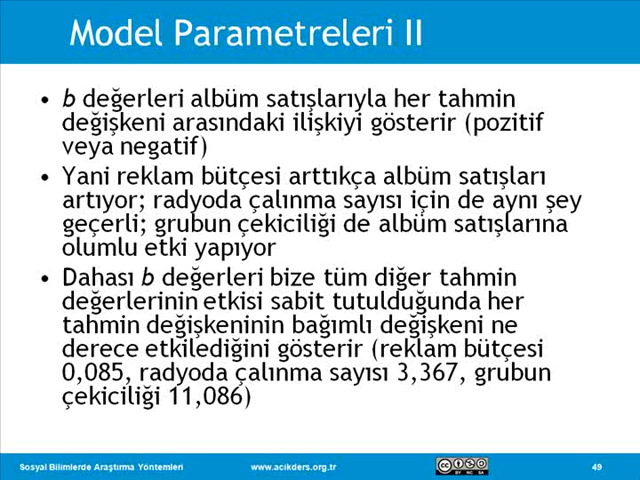 Model Parametreleri II
• b değerleri albüm satışlarıyla her tahmin
değişkeni arasındaki ilişkiyi gösterir (pozitif
veya negatif)
• Yani reklam bütçesi arttıkça albüm satışları
artıyor; radyoda çalınma sayısı için de aynı şey
geçerli; grubun çekiciliği de albüm satışlarına
olumlu etki yapıyor
• Dahası b değerleri bize tüm diğer tahmin
değerlerinin etkisi sabit tutulduğunda her
tahmin değişkeninin bağımlı değişkeni ne
derece etkilediğini gösterir (reklam bütçesi
0,085, radyoda çalınma sayısı 3,367, grubun
çekiciliği 11,086)
Sosyal Bilimlerde Araştırma Yöntemleri www.acikders.org.tr cc BY NC SA 49